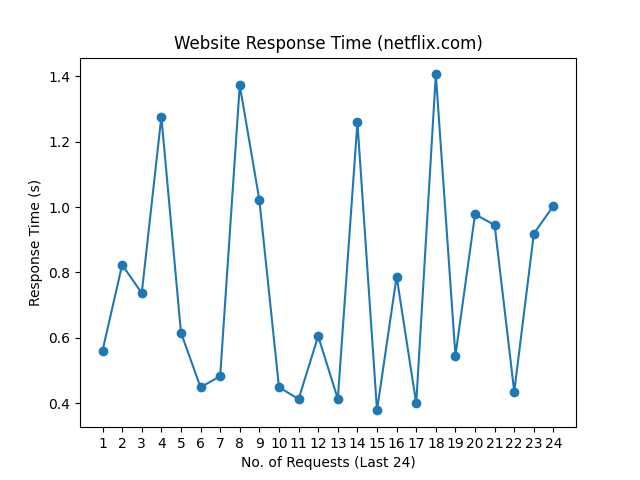 Website Response Time (netflix.com)
1.4
1.2
1.0
0.8
0.6
0.4
Response Time (s)
1 2 3 4 5 6 7 8 9 10 11 12 13 14 15 16 17 18 19 20 21 22 23 24
No. of Requests (Last 24)